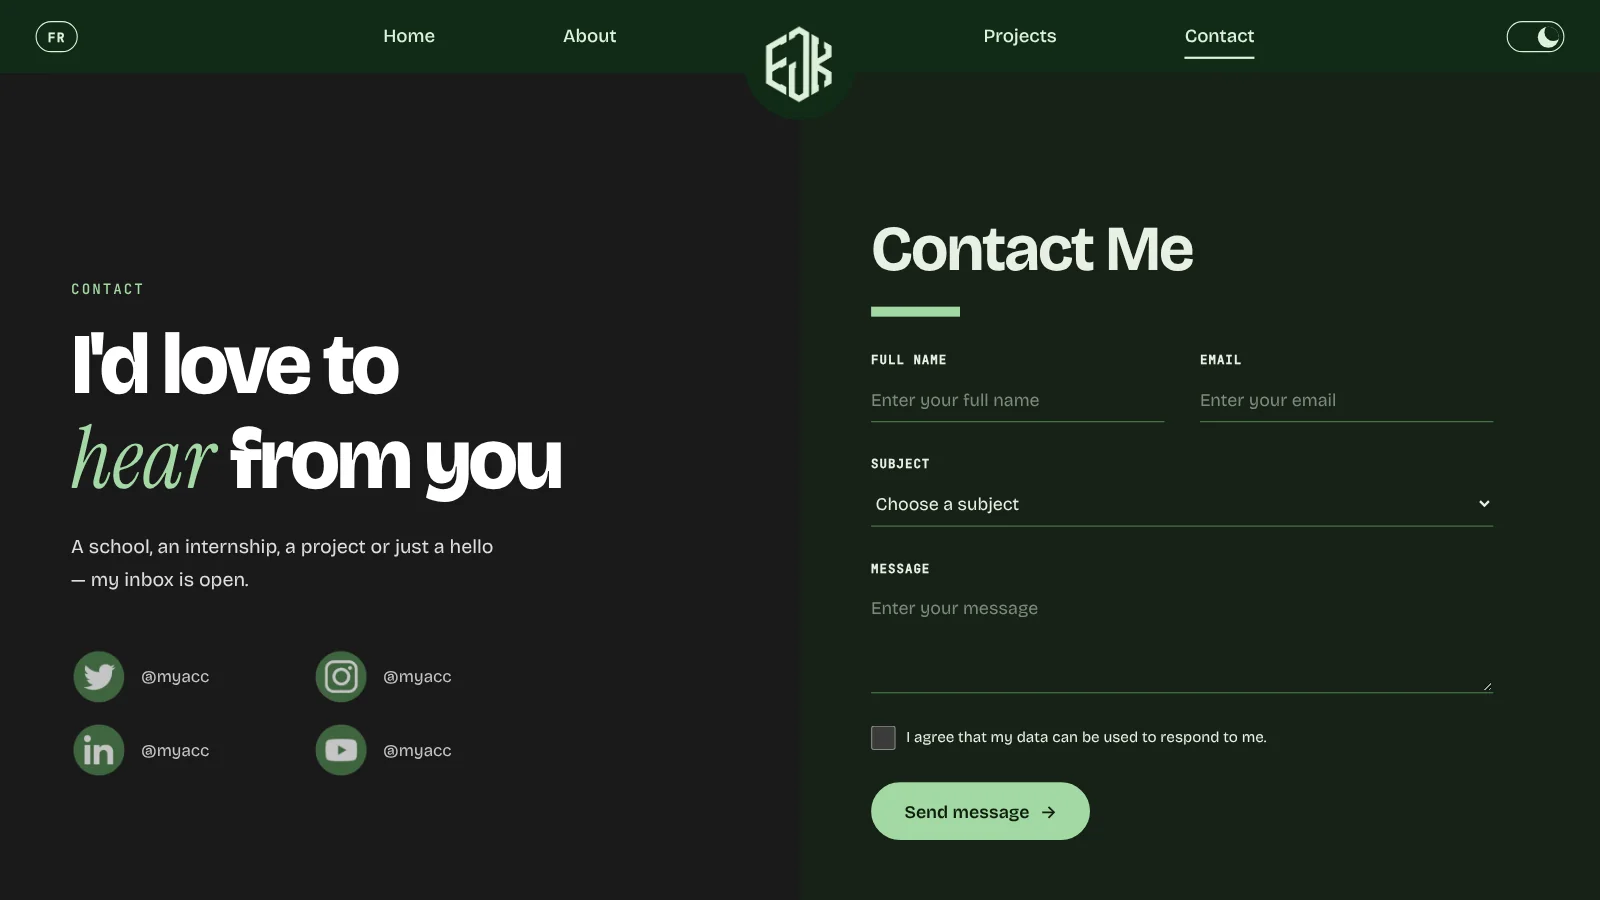 FR
Home
About
EJK
Projects
Contact
CONTACT
I'd love to
hear from you
A school, an internship, a project or just a hello
— my inbox is open.
@myacc
@myacc
in
@myacc
@myacc
Contact Me
FULL NAME
EMAIL
Enter your full name
Enter your email
SUBJECT
Choose a subject
MESSAGE
Enter your message
I agree that my data can be used to respond to me.
Send message →